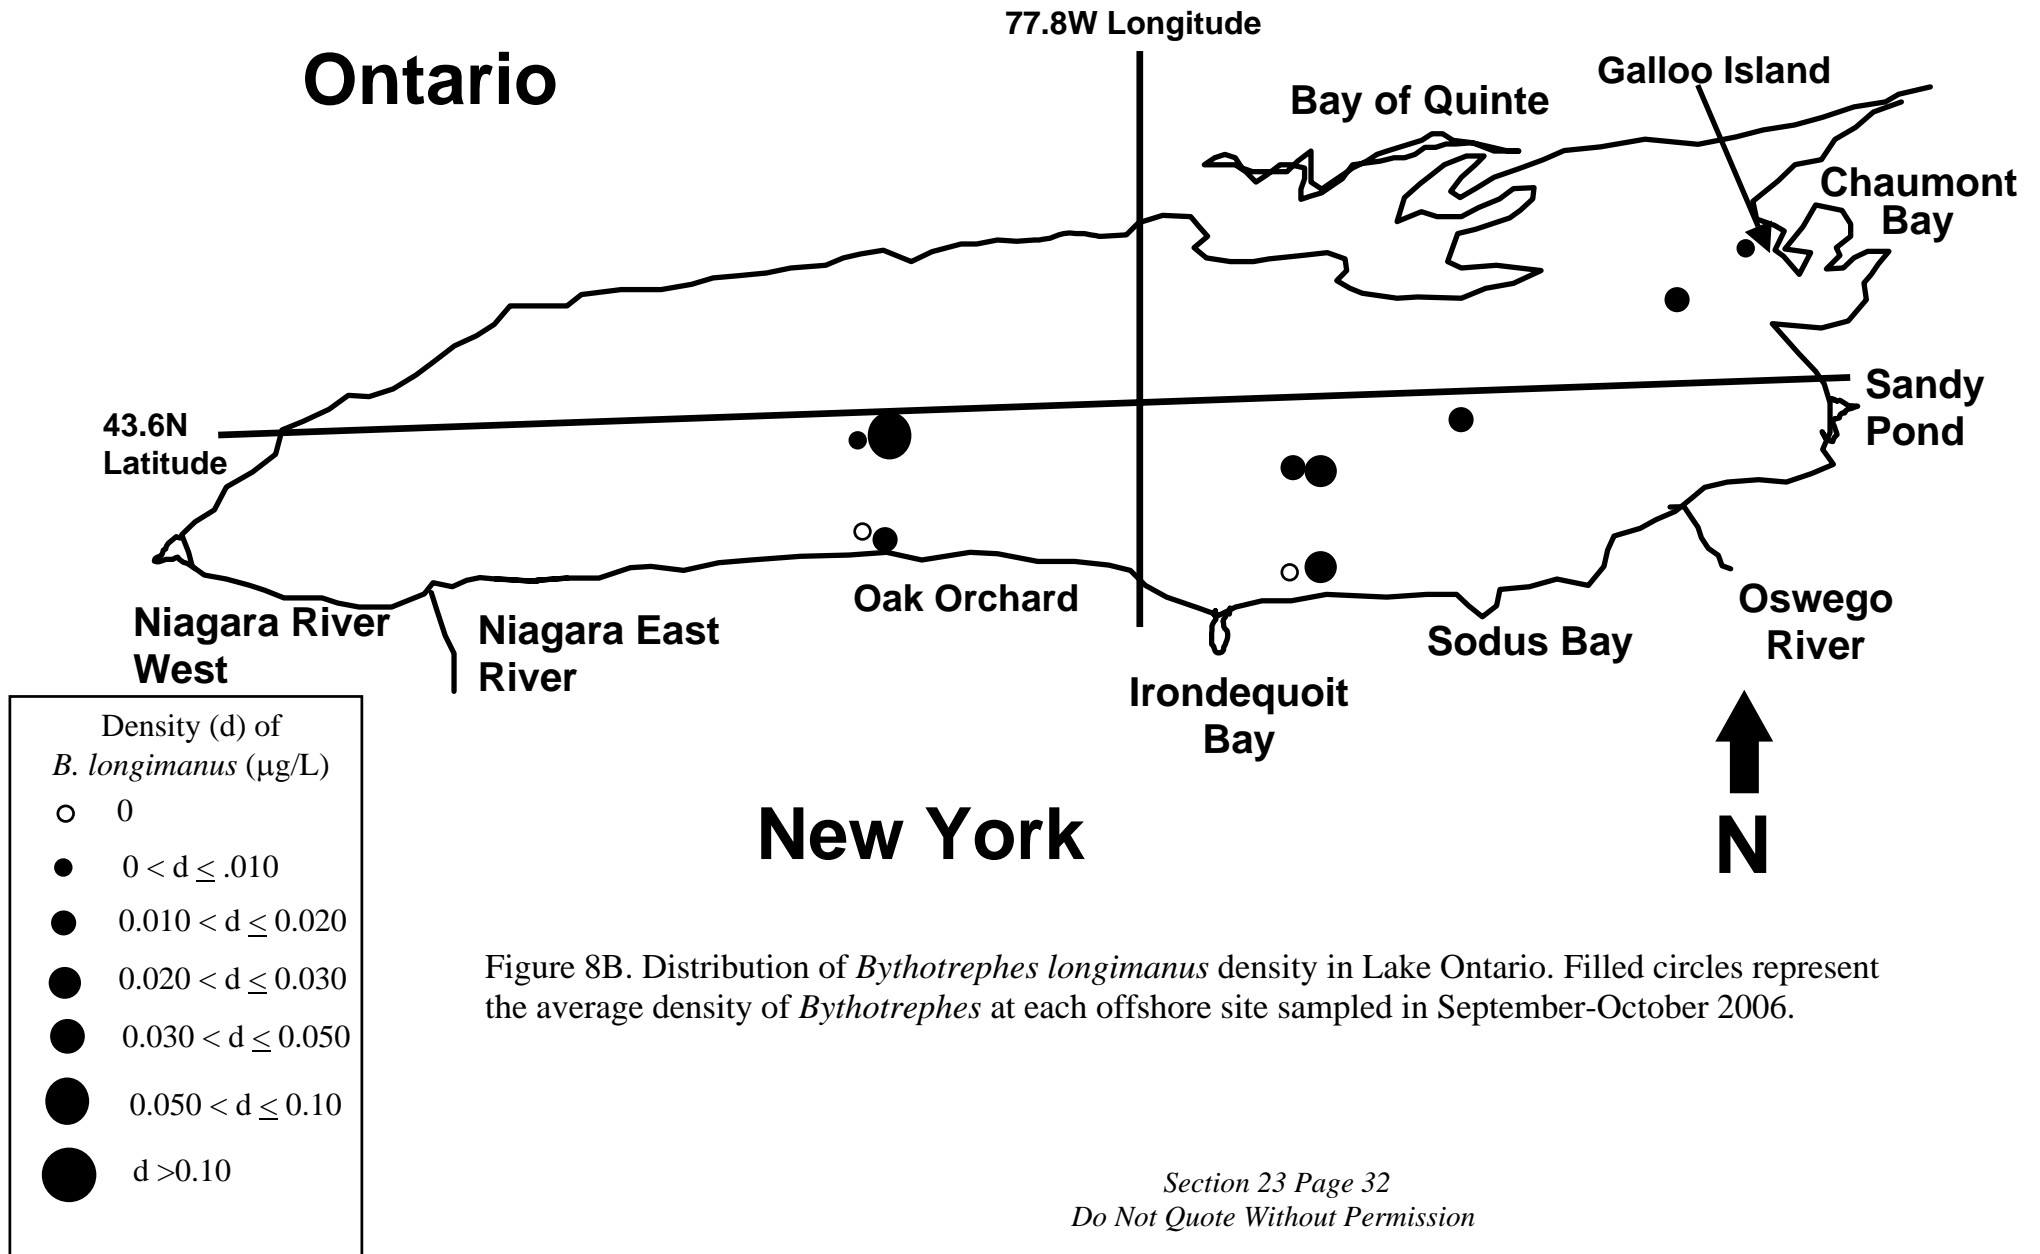 77.8W Longitude
Ontario
Galloo Island
Bay of Quinte
Chaumont
Bay
43.6N
Latitude
Sandy
Pond
Niagara River
West
Niagara East
River
Oak Orchard
Irondequoit
Bay
Sodus Bay
Oswego
River
New York
N
Density (d) of
B. longimanus (μg/L)
0
0 < d ≤ .010
0.010 < d ≤ 0.020
0.020 < d ≤ 0.030
0.030 < d ≤ 0.050
0.050 < d ≤ 0.10
d >0.10
Figure 8B. Distribution of Bythotrephes longimanus density in Lake Ontario. Filled circles represent
the average density of Bythotrephes at each offshore site sampled in September-October 2006.
Section 23 Page 32
Do Not Quote Without Permission